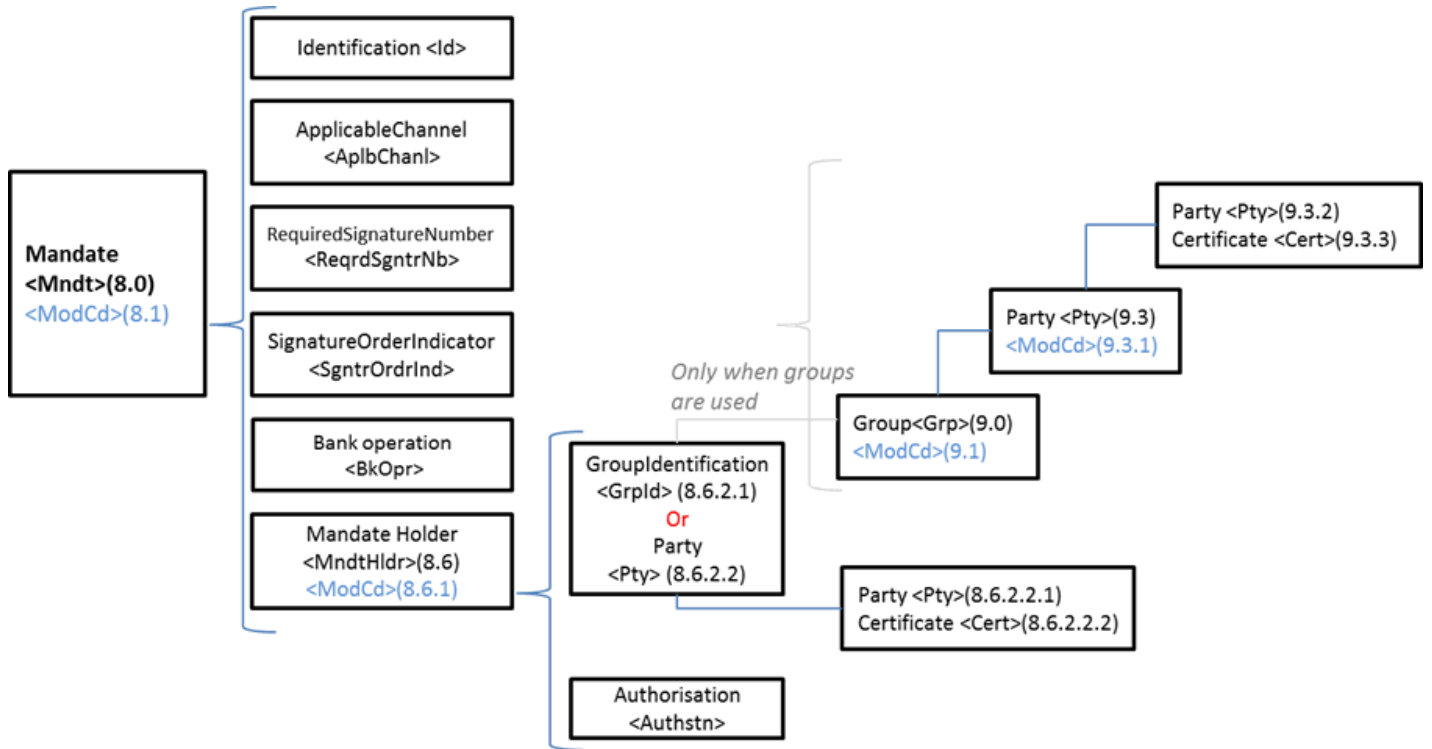 Identification <Id>
ApplicableChannel
<AplbChanl>
RequiredSignatureNumber
<ReqrdSgntrNb>
SignatureOrderIndicator
<SgntrOrdrInd>
Bank operation
<BkOpr>
Mandate Holder
<MndtHldr>(8.6)
<ModCd>(8.6.1)
Mandate
<Mndt>(8.0)
<ModCd>(8.1)
GroupIdentification
<GrpId> (8.6.2.1)
Or
Party
<Pty> (8.6.2.2)
Authorisation
<Authstn>
Only when groups
are used
Group<Grp>(9.0)
<ModCd>(9.1)
Party <Pty>(9.3)
<ModCd>(9.3.1)
Party <Pty>(9.3.2)
Certificate <Cert>(9.3.3)
Party <Pty>(8.6.2.2.1)
Certificate <Cert>(8.6.2.2.2)